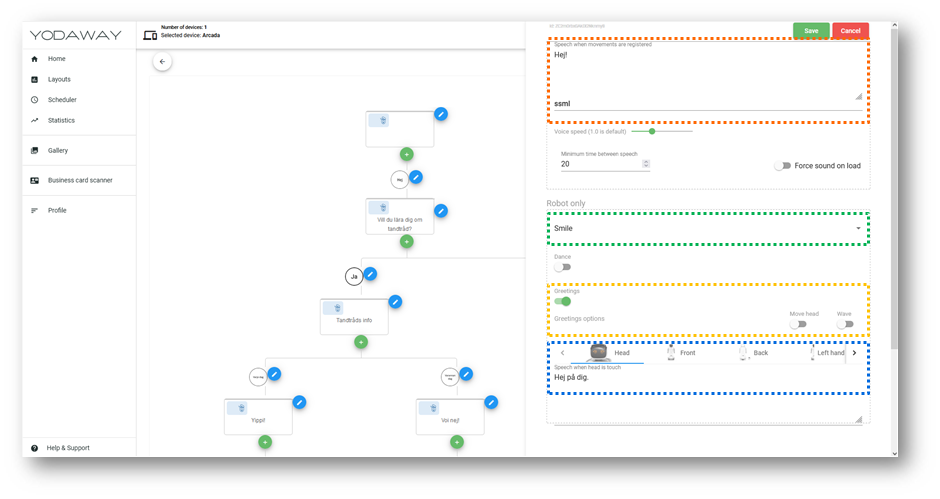 YODAWAY
Home
Layouts
Scheduler
Statistics
Gallery
Business card scanner
Profile
Help & Support
Number of devices: 1
Selected device: Arcada
Hej
Vill du lära dig om
tandtråd?
Ja
Tandtråds info
Yippi!
Voi nej!
Save
Cancel
Speech when movements are registered
Hej!
ssml
Voice speed (1.0 is default)
Minimum time between speech
20
Force sound on load
Robot only
Smile
Dance
Greetings
Greetings options
Move head
Wave
Head
Front
Back
Left hand
Speech when head is touch
Hej på dig.